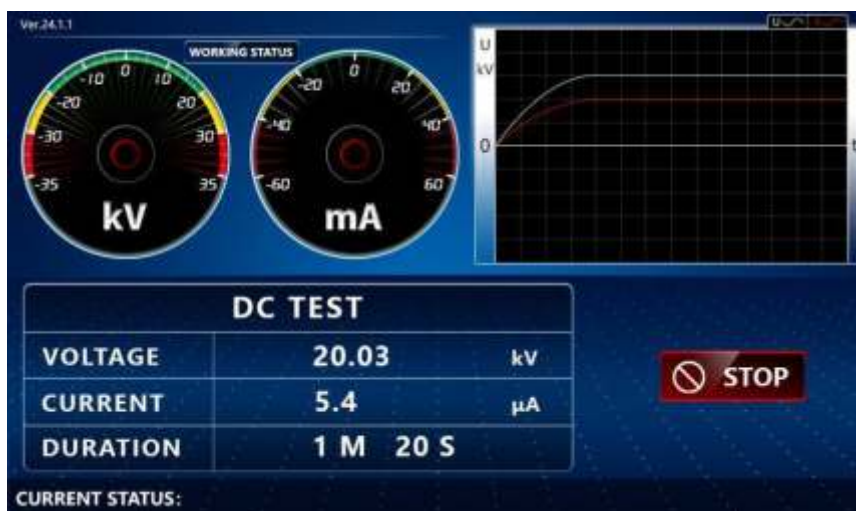 Ver.24.1.1
WORKING STATUS
-35 -30 -20 -10 0 10 20 30 35
kV
-60 -40 -20 0 20 40 60
mA
U
kV
0
t
U
DC TEST
VOLTAGE 20.03 kV
CURRENT 5.4 μA
DURATION 1 M 20 S
STOP
CURRENT STATUS: